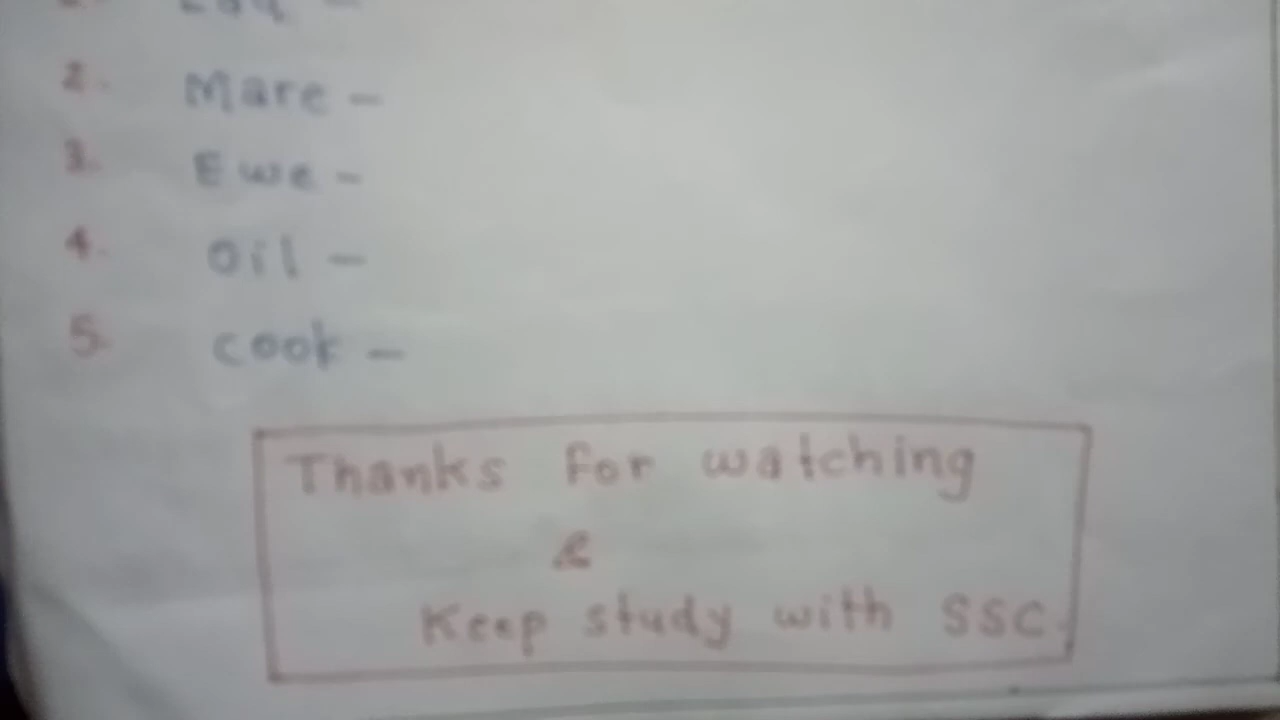 2. Mare –
3. Ewe –
4. Oil –
5. Cook –
Thanks for watching
&
Keep study with SSC.